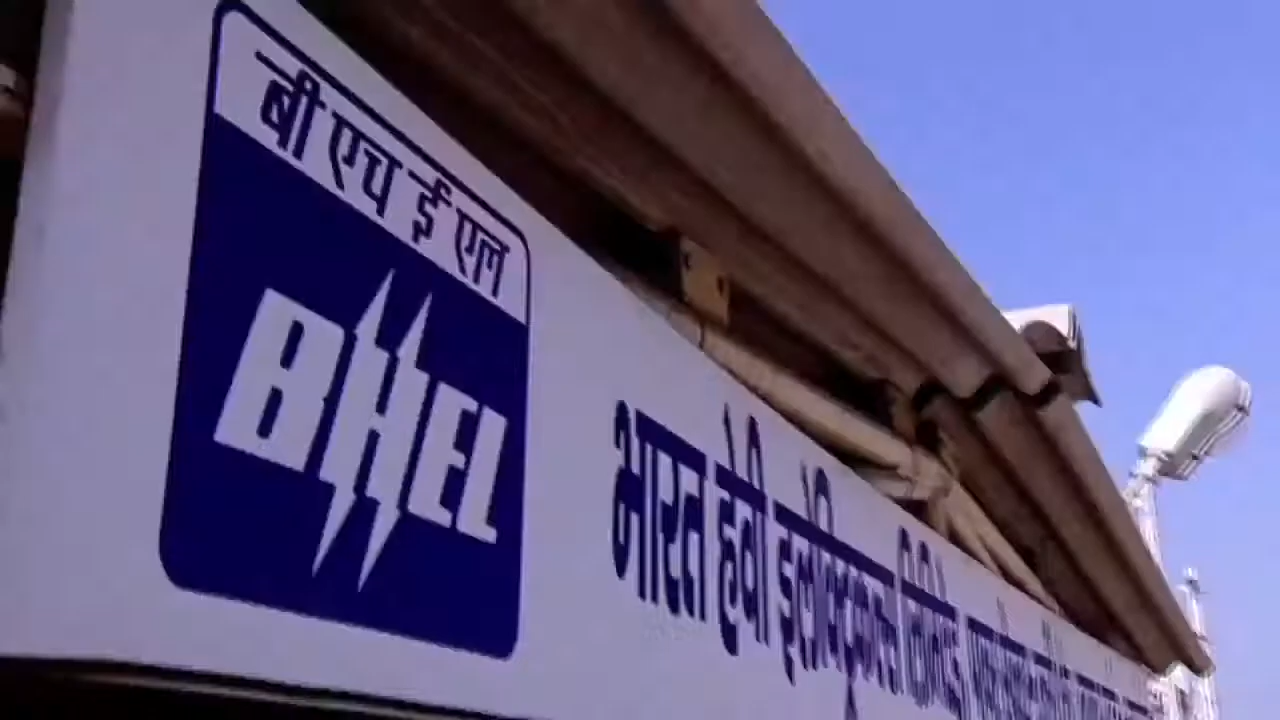 बी एच ई एल
BHEL
भारत हेवी इलेक्ट्रिकल्स लिमिटेड